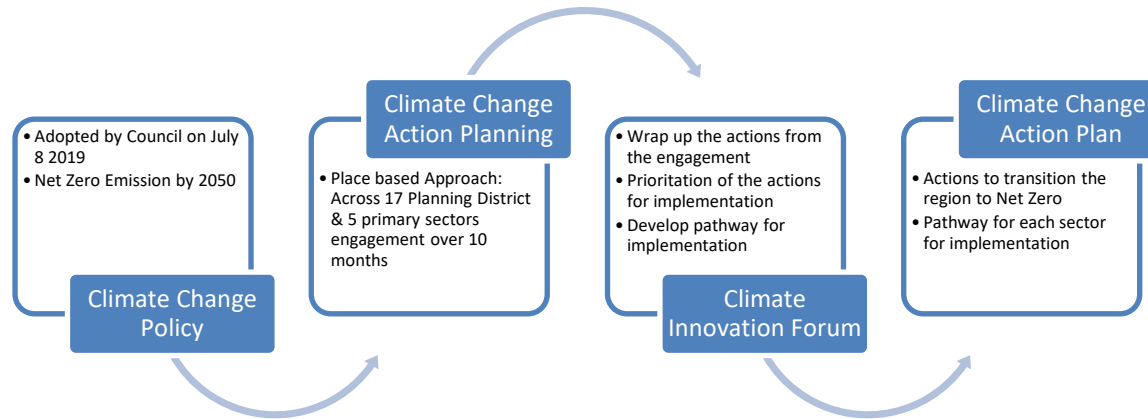 • Adopted by Council on July
8 2019
• Net Zero Emission by 2050
Climate Change
Policy
Climate Change
Action Planning
• Place based Approach:
Across 17 Planning District
& 5 primary sectors
engagement over 10
months
• Wrap up the actions from
the engagement
• Prioritation of the actions
for implementation
• Develop pathway for
implementation
Climate
Innovation Forum
Climate Change
Action Plan
• Actions to transition the
region to Net Zero
• Pathway for each sector
for implementation